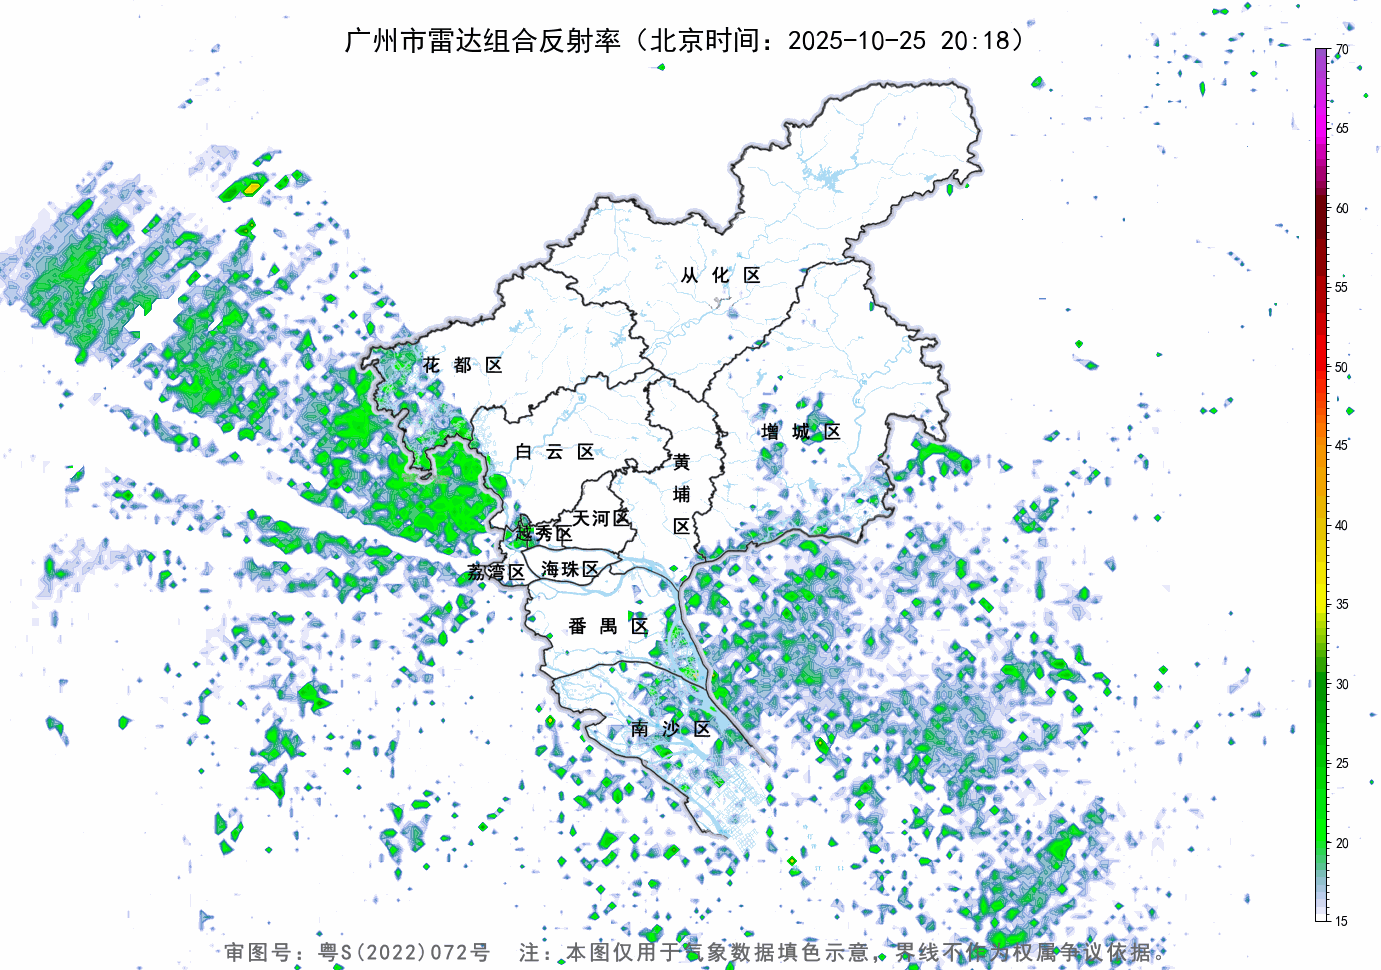 广州市雷达组合反射率（北京时间：2025-10-25 20:18）
70
65
60
55
50
45
40
35
30
25
20
15
从化区
花都区
增城区
白云区
黄埔区
天河区
越秀区
荔湾区
海珠区
番禺区
南沙区
审图号：粤S(2022)072号 注：本图仅用于气象数据填色示意，界线不作为权属争议依据。